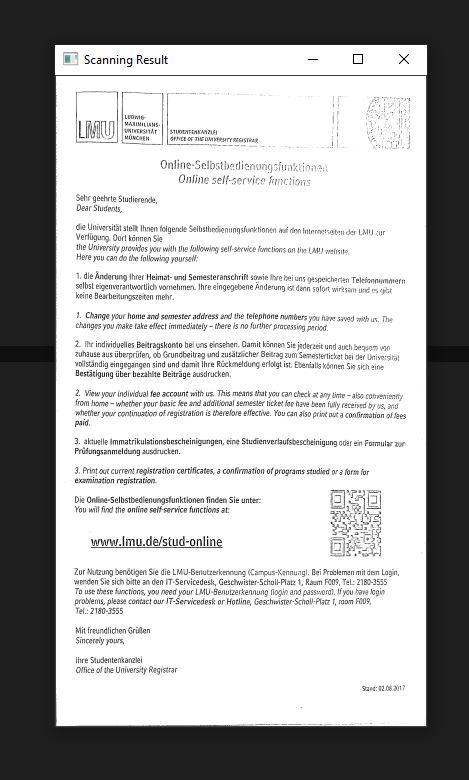 Scanning Result
LMU
LUDWIG-
MAXIMILIANS-
UNIVERSITÄT
MÜNCHEN
STUDENTENKANZLEI
OFFICE OF THE UNIVERSITY REGISTRAR
Online-Selbstbedienungsfunktionen
Online self-service functions
Sehr geehrte Studierende,
Dear Students,
die Universität stellt Ihnen folgende Selbstbedienungsfunktionen auf den Internetseiten der LMU zur
Verfügung. Dort können Sie
the University provides you with the following self-service functions on the LMU website.
Here you can do the following yourself:
1. die Änderung Ihrer Heimat- und Semesteranschrift sowie Ihre bei uns gespeicherten Telefonnummern
selbst eigenverantwortlich vornehmen. Ihre eingegebene Änderung ist dann sofort wirksam und es gibt
keine Bearbeitungszeiten mehr.
1. Change your home and semester address and the telephone numbers you have saved with us. The
changes you make take effect immediately – there is no further processing period.
2. Ihr individuelles Beitragskonto bei uns einsehen. Damit können Sie jederzeit und auch bequem von
zuhause aus überprüfen, ob Grundbeitrag und zusätzlicher Beitrag zum Semesterticket bei der Universität
vollständig eingegangen sind und damit Ihre Rückmeldung erfolgt ist. Ebenfalls können Sie sich eine
Bestätigung über bezahlte Beiträge ausdrucken.
2. View your individual fee account with us. This means that you can check at any time – also conveniently
from home – whether your basic fee and additional semester ticket fee have been fully received by us, and
whether your continuation of registration is therefore effective. You can also print out a confirmation of fees
paid.
3. aktuelle Immatrikulationsbescheinigungen, eine Studienverlaufsbescheinigung oder ein Formular zur
Prüfungsanmeldung ausdrucken.
3. Print out current registration certificates, a confirmation of programs studied or a form for
examination registration.
Die Online-Selbstbedienungsfunktionen finden Sie unter:
You will find the online self-service functions at:
www.lmu.de/stud-online
Zur Nutzung benötigen Sie die LMU-Benutzerkennung (Campus-Kennung). Bei Problemen mit dem Login,
wenden Sie sich bitte an den IT-Servicedesk, Geschwister-Scholl-Platz 1, Raum F009, Tel.: 2180-3555
To use these functions, you need your LMU-Benutzerkennung (login and password). If you have login
problems, please contact our IT-Servicedesk or Hotline, Geschwister-Scholl-Platz 1, room F009,
Tel.: 2180-3555
Mit freundlichen Grüßen
Sincerely yours,
Ihre Studentenkanzlei
Office of the University Registrar
Stand: 02.08.2017